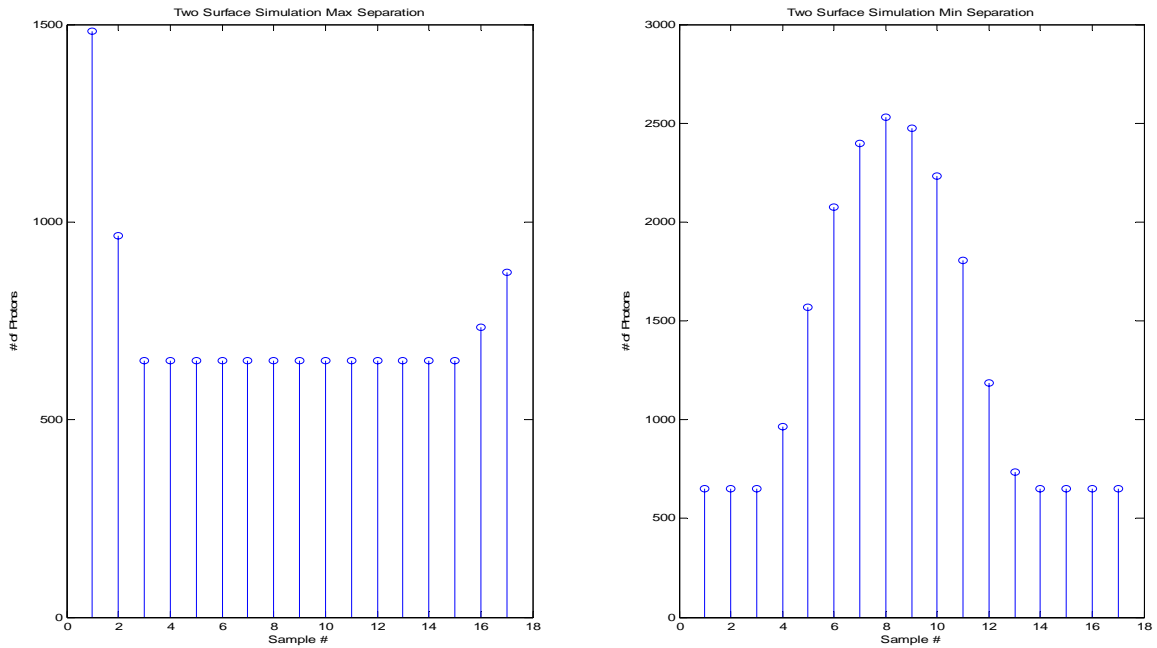 Two Surface Simulation Max Separation
1500
1000
500
0
# of Photons
0 2 4 6 8 10 12 14 16 18
Sample #
Two Surface Simulation Min Separation
3000
2500
2000
1500
1000
500
0
# of Photons
0 2 4 6 8 10 12 14 16 18
Sample #